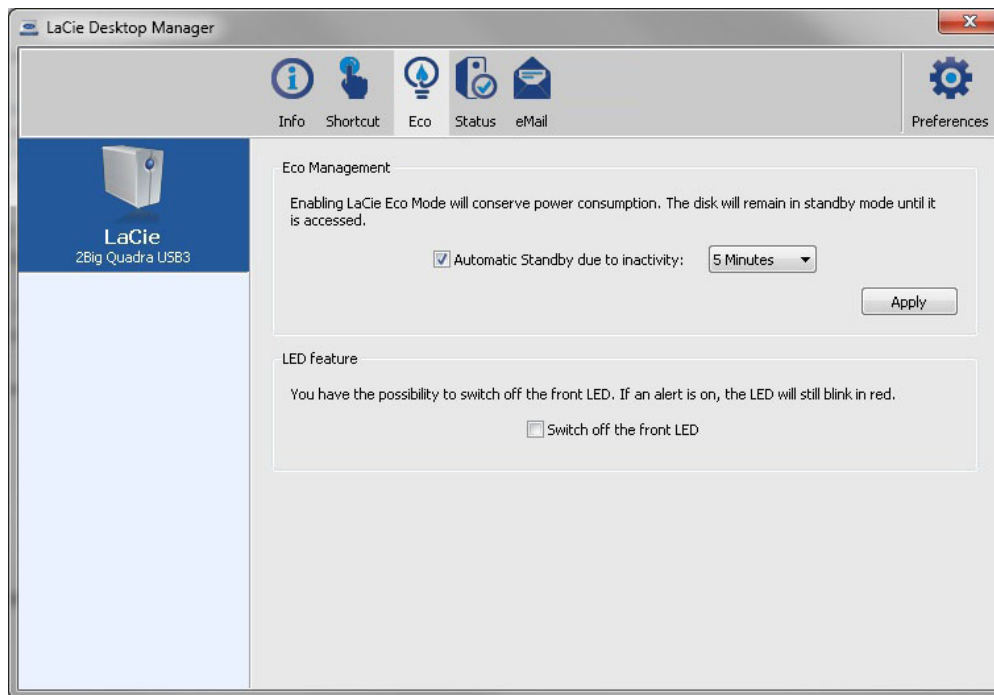 LaCie Desktop Manager
Info Shortcut Eco Status eMail Preferences
LaCie
2Big Quadra USB3
Eco Management
Enabling LaCie Eco Mode will conserve power consumption. The disk will remain in standby mode until it
is accessed.
Automatic Standby due to inactivity: 5 Minutes
Apply
LED feature
You have the possibility to switch off the front LED. If an alert is on, the LED will still blink in red.
Switch off the front LED